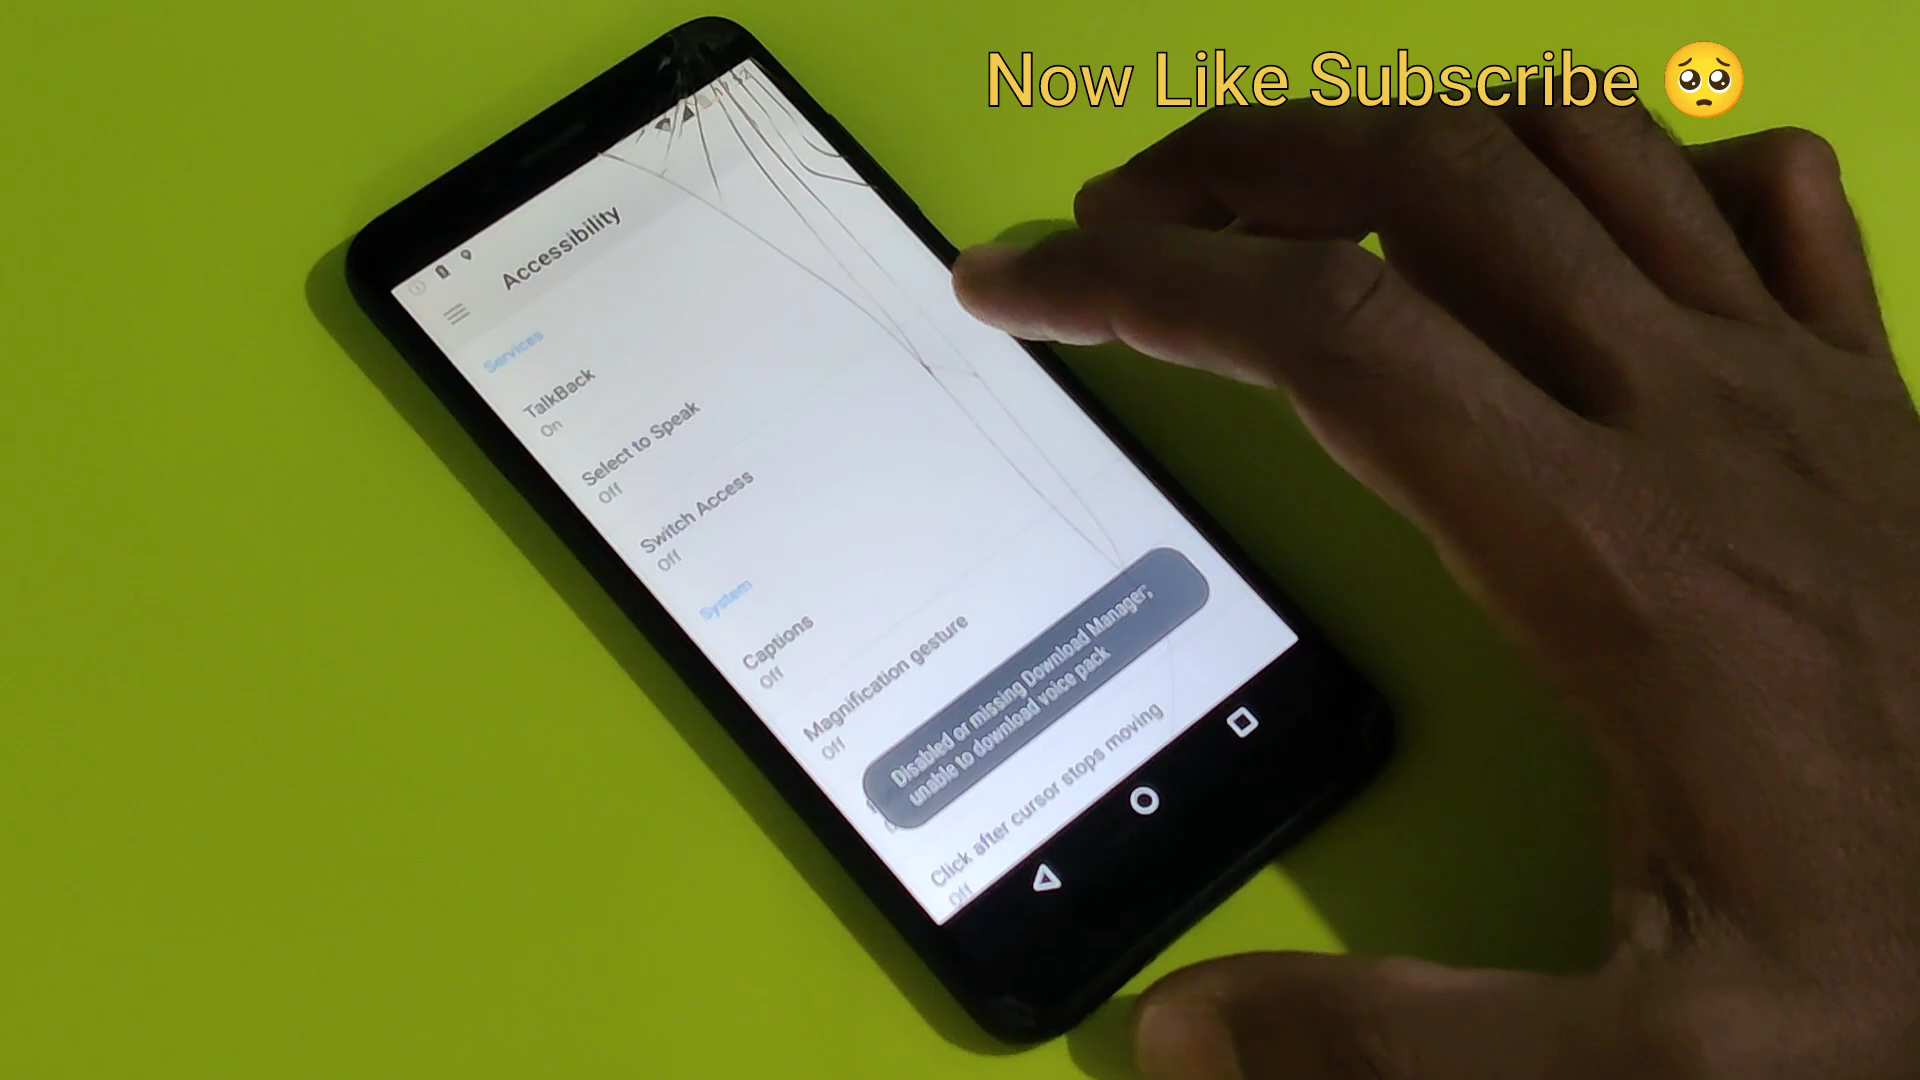 Now Like Subscribe 🥺
Accessibility
Services
TalkBack
On
Select to Speak
Off
Switch Access
Off
System
Captions
Off
Magnification gesture
Off
Disabled or missing Download Manager;
unable to download voice pack
Click after cursor stops moving
Off